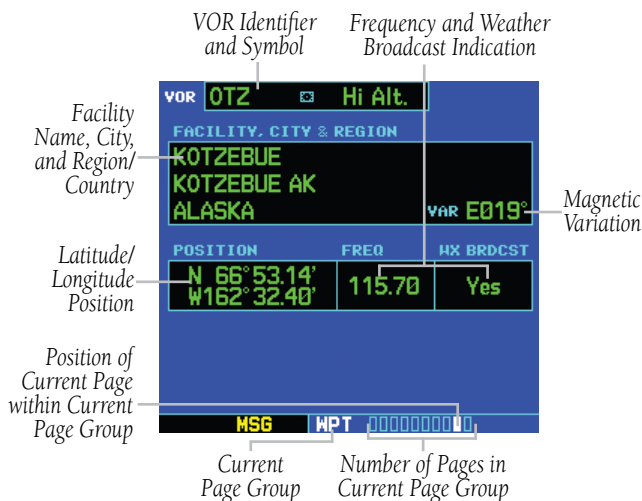 VOR Identifier
and Symbol
Frequency and Weather
Broadcast Indication
VOR OTZ Hi Alt.
Facility
Name, City,
and Region/
Country
FACILITY, CITY & REGION
KOTZEBUE
KOTZEBUE AK
ALASKA VAR E019°
Magnetic
Variation
Latitude/
Longitude
Position
POSITION FREQ WX BRDCST
N 66°53.14'
W162°32.40'
115.70
Yes
Position of
Current Page
within Current
Page Group
MSG WPT
Current
Page Group
Number of Pages in
Current Page Group